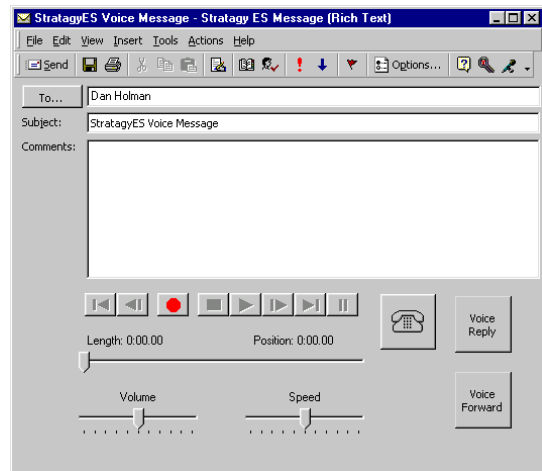 StratagyES Voice Message - Stratagy ES Message (Rich Text)
File Edit View Insert Tools Actions Help
Send Options...
To... Dan Holman
Subject: StratagyES Voice Message
Comments:
Length: 0:00.00 Position: 0:00.00
Voice Reply
Volume Speed
Voice Forward